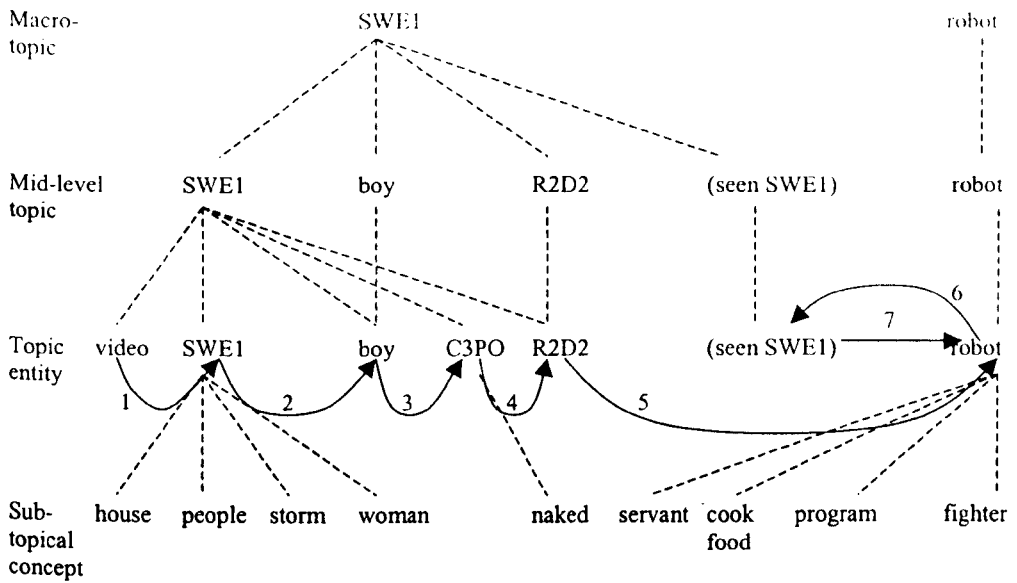 Macro-topic SWE1 robot
Mid-level topic SWE1 boy R2D2 (seen SWE1) robot
6
7
Topic entity video SWE1 boy C3PO R2D2 (seen SWE1) robot
1 2 3 4 5
Sub-topical concept house people storm woman naked servant cook food program fighter